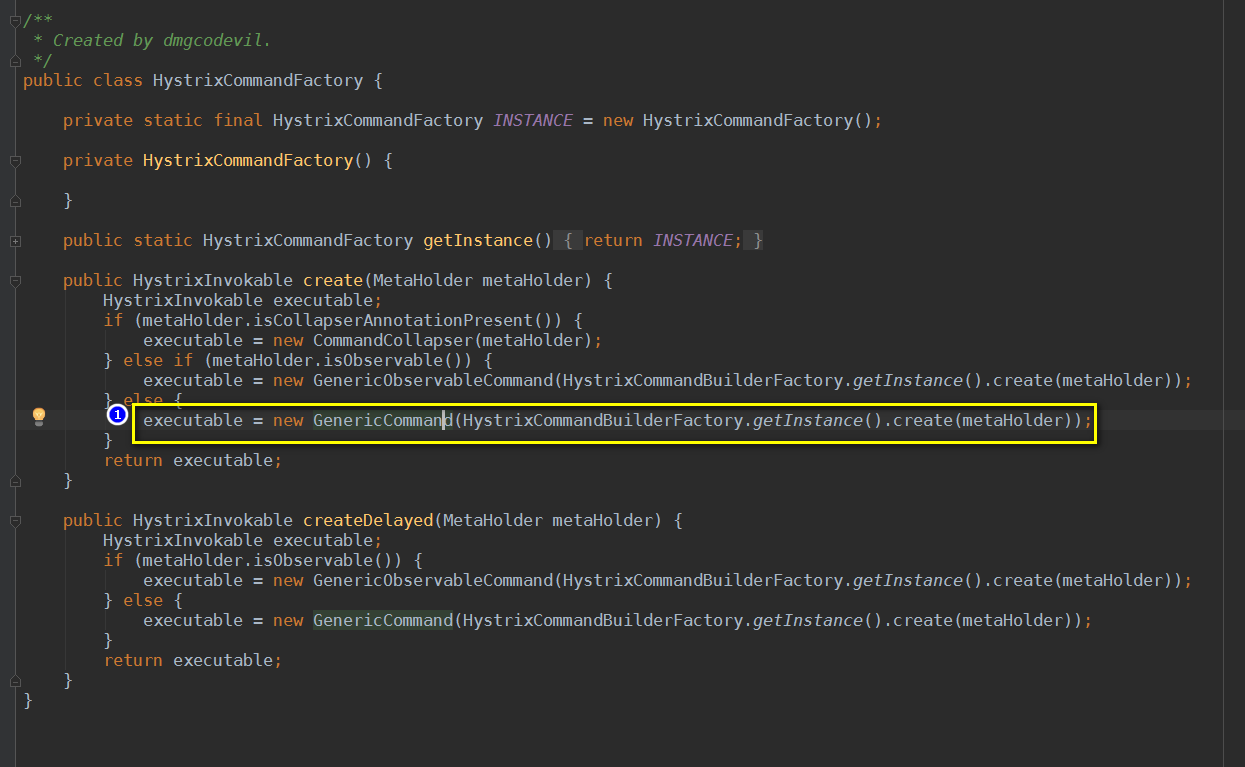 /**
 * Created by dmgcodevil.
 */
public class HystrixCommandFactory {
    private static final HystrixCommandFactory INSTANCE = new HystrixCommandFactory();
    private HystrixCommandFactory() {
    }
    public static HystrixCommandFactory getInstance() { return INSTANCE; }
    public HystrixInvokable create(MetaHolder metaHolder) {
        HystrixInvokable executable;
        if (metaHolder.isCollapserAnnotationPresent()) {
            executable = new CommandCollapser(metaHolder);
        } else if (metaHolder.isObservable()) {
            executable = new GenericObservableCommand(HystrixCommandBuilderFactory.getInstance().create(metaHolder));
        } else {
1           executable = new GenericCommand(HystrixCommandBuilderFactory.getInstance().create(metaHolder));
        }
        return executable;
    }
    public HystrixInvokable createDelayed(MetaHolder metaHolder) {
        HystrixInvokable executable;
        if (metaHolder.isObservable()) {
            executable = new GenericObservableCommand(HystrixCommandBuilderFactory.getInstance().create(metaHolder));
        } else {
            executable = new GenericCommand(HystrixCommandBuilderFactory.getInstance().create(metaHolder));
        }
        return executable;
    }
}